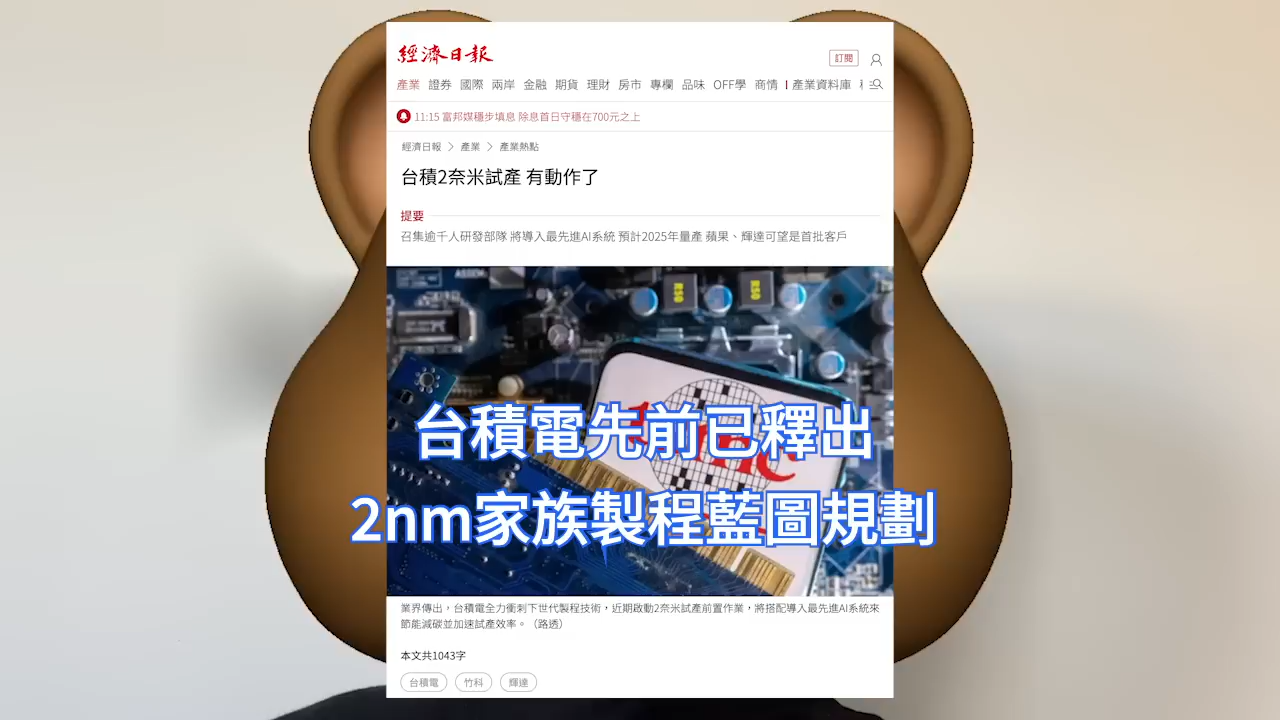 經濟日報
訂閱
產業 證券 國際 兩岸 金融 期貨 理財 房市 專欄 品味 OFF學 商情 產業資料庫
11:15 富邦媒穩步填息 除息首日守穩在700元之上
經濟日報 > 產業 > 產業熱點
台積2奈米試產 有動作了
提要
召集逾千人研發部隊 將導入最先進AI系統 預計2025年量產 蘋果、輝達可望是首批客戶
R50
R50
台積電先前已釋出
2nm家族製程藍圖規劃
業界傳出，台積電全力衝刺下世代製程技術，近期啟動2奈米試產前置作業，將搭配導入最先進AI系統來
節能減碳並加速試產效率。（路透）
本文共1043字
台積電 竹科 輝達